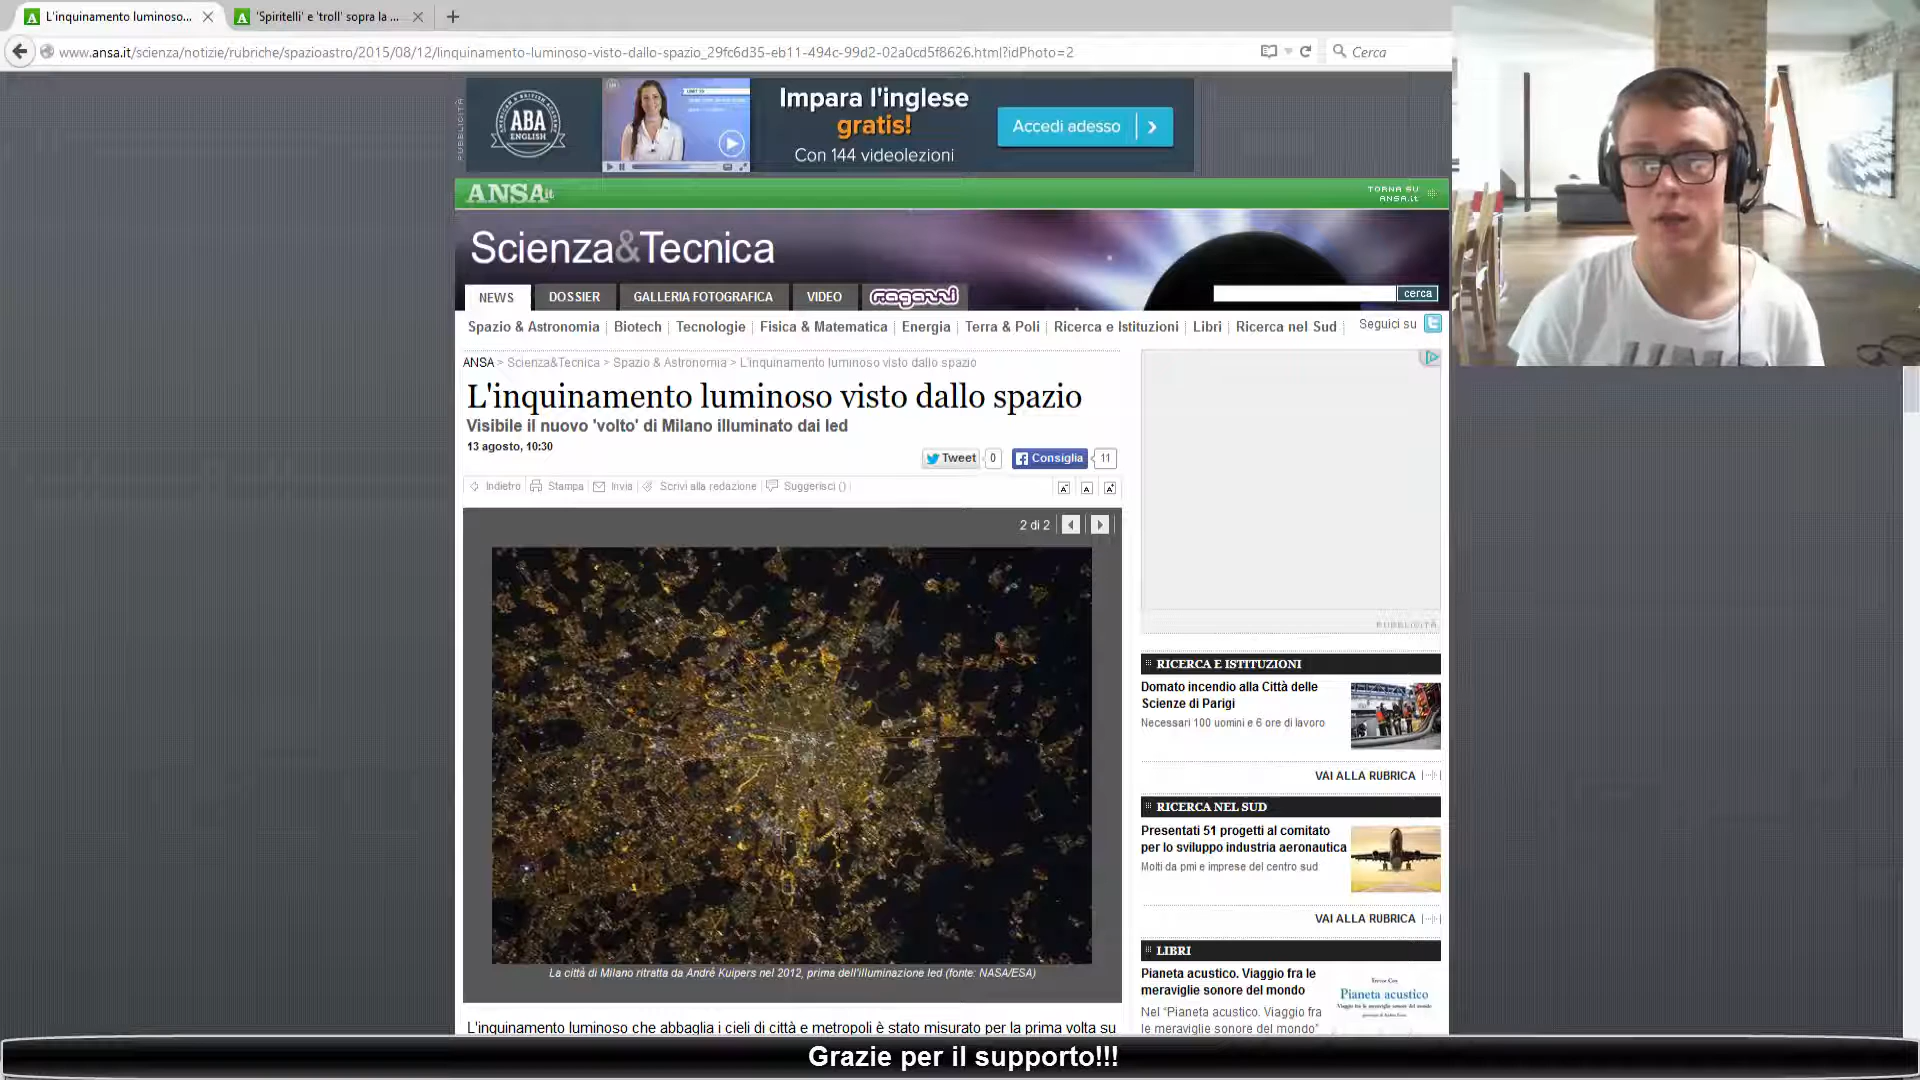 L'inquinamento luminoso...
'Spiritelli' e 'troll' sopra la ...
www.ansa.it/scienza/notizie/rubriche/spazioastro/2015/08/12/linquinamento-luminoso-visto-dallo-spazio_29fc6d35-eb11-494c-99d2-02a0cd5f8626.html?idPhoto=2
Cerca
PUBBLICITÀ
ABA
ENGLISH
Impara l'inglese
gratis!
Con 144 videolezioni
Accedi adesso
ANSA.it
TORNA SU
ANSA.it
Scienza&Tecnica
NEWS
DOSSIER
GALLERIA FOTOGRAFICA
VIDEO
ragazzi
cerca
Spazio & Astronomia | Biotech | Tecnologie | Fisica & Matematica | Energia | Terra & Poli | Ricerca e Istituzioni | Libri | Ricerca nel Sud |
Seguici su
ANSA > Scienza&Tecnica > Spazio & Astronomia > L'inquinamento luminoso visto dallo spazio
L'inquinamento luminoso visto dallo spazio
Visibile il nuovo 'volto' di Milano illuminato dai led
13 agosto, 10:30
Tweet
0
Consiglia
11
Indietro
Stampa
Invia
Scrivi alla redazione
Suggerisci ()
A
A
A
2 di 2
La città di Milano ritratta da André Kuipers nel 2012, prima dell'illuminazione led (fonte: NASA/ESA)
L'inquinamento luminoso che abbaglia i cieli di città e metropoli è stato misurato per la prima volta su
PUBBLICITÀ
RICERCA E ISTITUZIONI
Domato incendio alla Città delle
Scienze di Parigi
Necessari 100 uomini e 6 ore di lavoro
VAI ALLA RUBRICA
RICERCA NEL SUD
Presentati 51 progetti al comitato
per lo sviluppo industria aeronautica
Molti da pmi e imprese del centro sud
VAI ALLA RUBRICA
LIBRI
Pianeta acustico. Viaggio fra le
meraviglie sonore del mondo
Nel "Pianeta acustico. Viaggio fra
le meraviglie sonore del mondo"
Trevor Cox
Pianeta acustico
Grazie per il supporto!!!